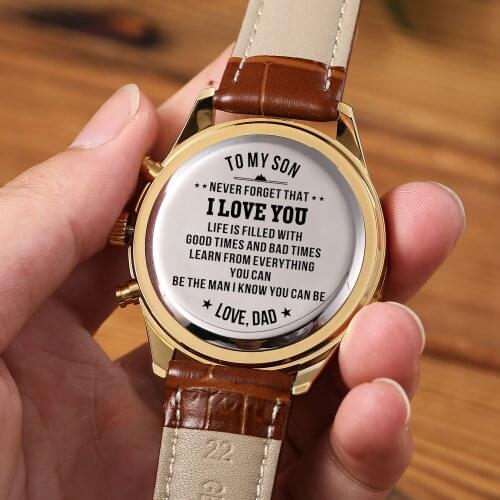 TO MY SON
NEVER FORGET THAT
I LOVE YOU
LIFE IS FILLED WITH
GOOD TIMES AND BAD TIMES
LEARN FROM EVERYTHING
YOU CAN
BE THE MAN I KNOW YOU CAN BE
LOVE, DAD
22